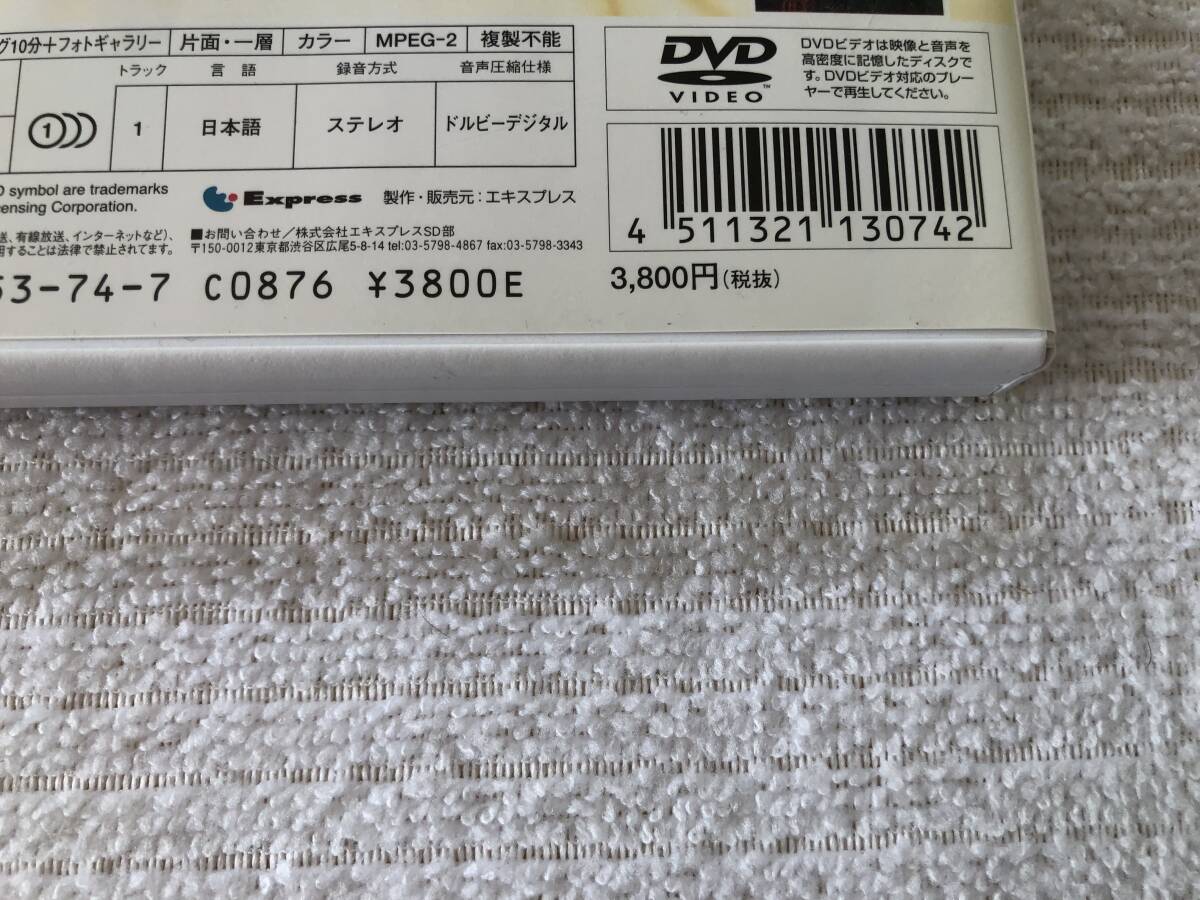 グ10分＋フォトギャラリー 片面・一層 カラー MPEG-2 複製不能
トラック 言語 録音方式 音声圧縮仕様
1 1 日本語 ステレオ ドルビーデジタル
DVD
VIDEO
TM
DVDビデオは映像と音声を
高密度に記憶したディスクで
す。DVDビデオ対応のプレー
ヤーで再生してください。
symbol are trademarks
ensing Corporation.
Express 製作・販売元：エキスプレス
送、有線放送、インターネットなど)、
用することは法律で禁止されてます。
■お問い合わせ／株式会社エキスプレスSD部
〒150-0012東京都渋谷区広尾5-8-14 tel:03-5798-4867 fax:03-5798-3343
53-74-7 C0876 ¥3800E
4 511321 130742
3,800円(税抜)